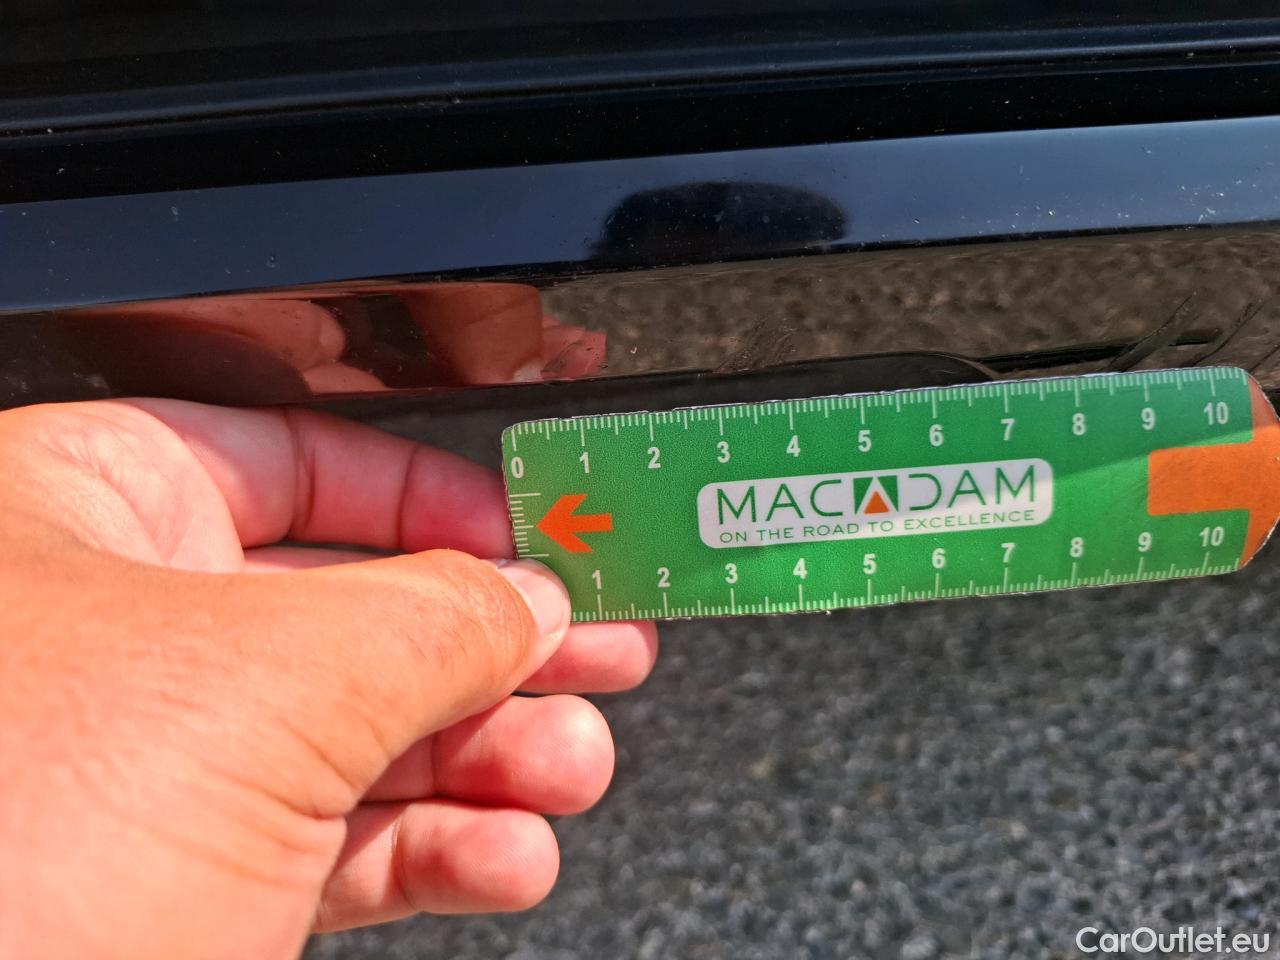 0 1 2 3 4 5 6 7 8 9 10
MACADAM
ON THE ROAD TO EXCELLENCE
1 2 3 4 5 6 7 8 9 10
CarOutlet.eu